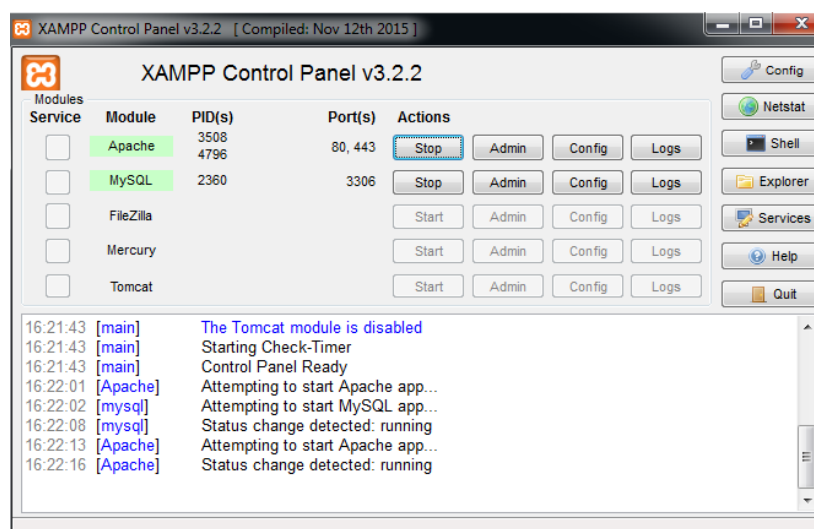 XAMPP Control Panel v3.2.2 [ Compiled: Nov 12th 2015 ]
XAMPP Control Panel v3.2.2
Modules
Service Module PID(s) Port(s) Actions
Apache 3508 4796 80, 443 Stop Admin Config Logs
MySQL 2360 3306 Stop Admin Config Logs
FileZilla Start Admin Config Logs
Mercury Start Admin Config Logs
Tomcat Start Admin Config Logs
Config
Netstat
Shell
Explorer
Services
Help
Quit
16:21:43 [main] The Tomcat module is disabled
16:21:43 [main] Starting Check-Timer
16:21:43 [main] Control Panel Ready
16:22:01 [Apache] Attempting to start Apache app...
16:22:02 [mysql] Attempting to start MySQL app...
16:22:08 [mysql] Status change detected: running
16:22:13 [Apache] Attempting to start Apache app...
16:22:16 [Apache] Status change detected: running